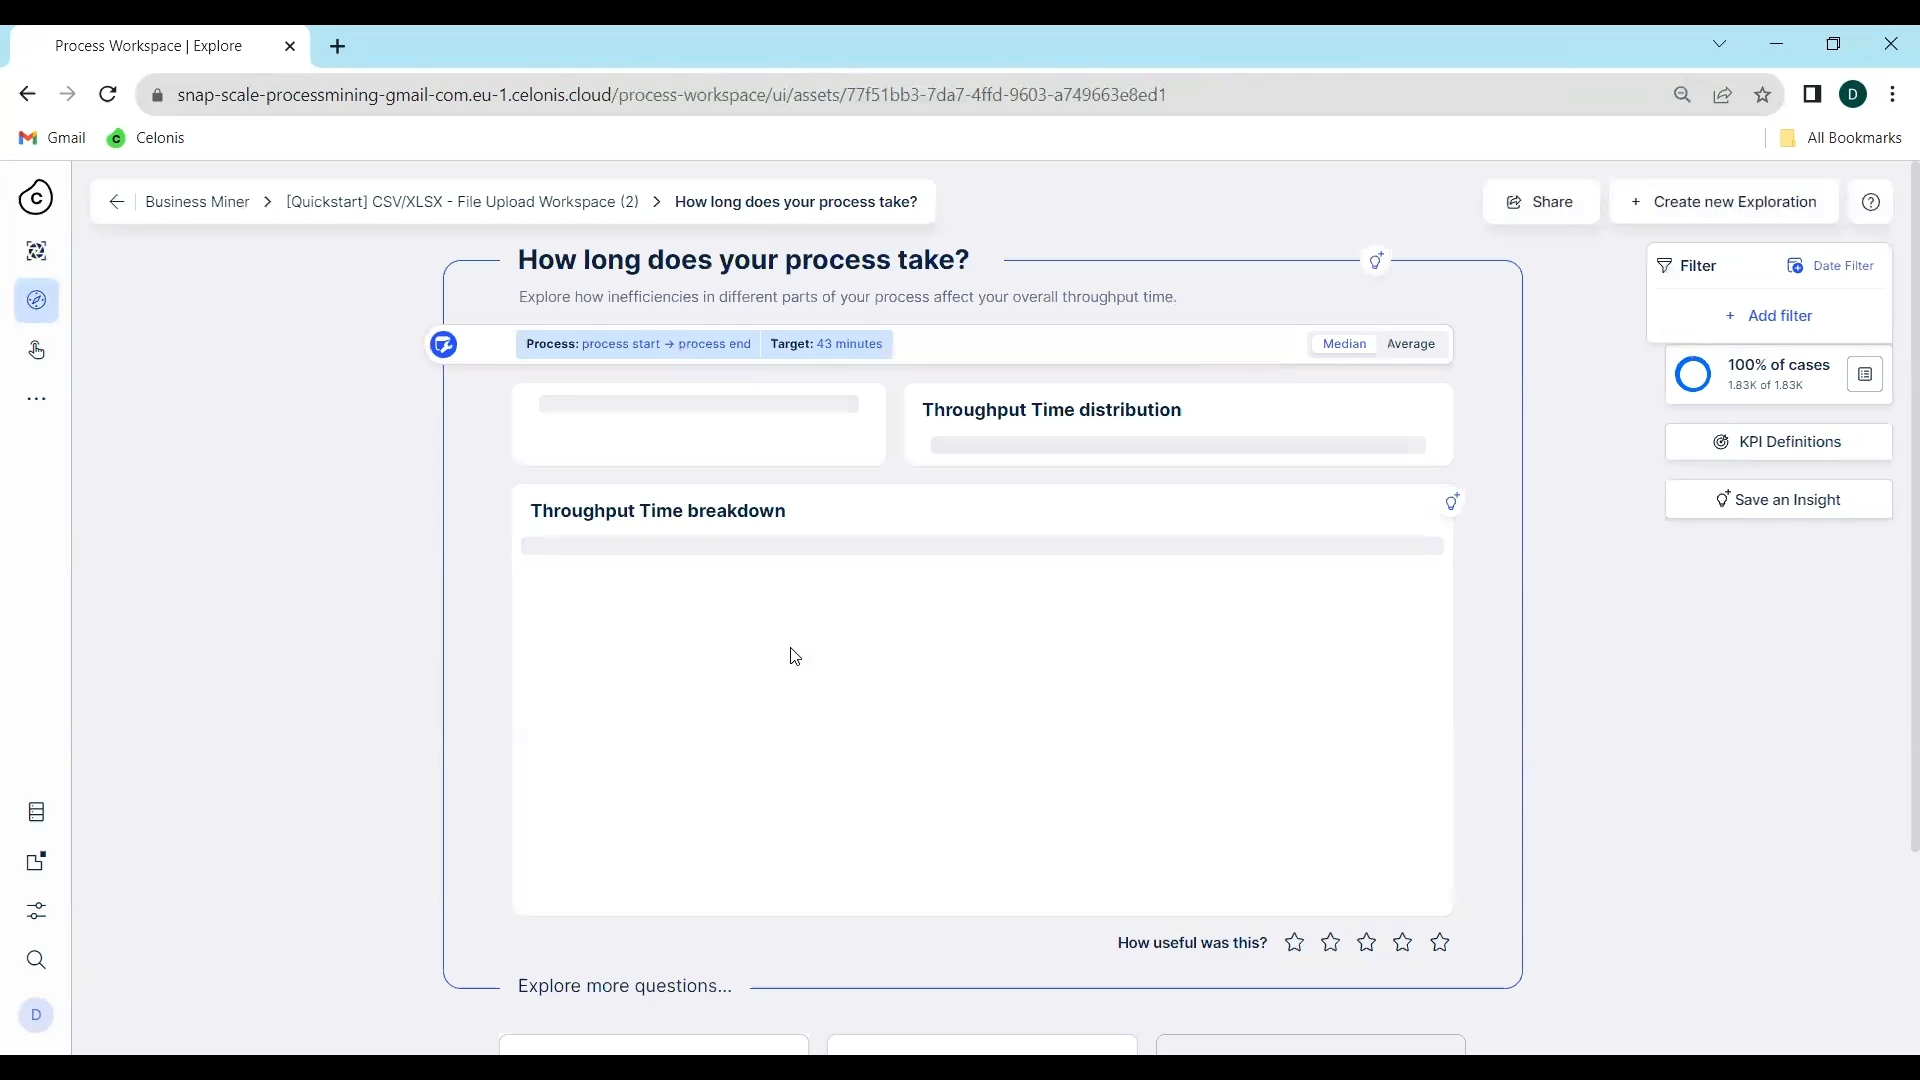 Process Workspace | Explore
snap-scale-processmining-gmail-com.eu-1.celonis.cloud/process-workspace/ui/assets/77f51bb3-7da7-4ffd-9603-a749663e8ed1
D
Gmail
Celonis
All Bookmarks
Business Miner > [Quickstart] CSV/XLSX - File Upload Workspace (2) > How long does your process take?
Share
+ Create new Exploration
How long does your process take?
Explore how inefficiencies in different parts of your process affect your overall throughput time.
Filter
Date Filter
+ Add filter
Process: process start → process end
Target: 43 minutes
Median
Average
100% of cases
1.83K of 1.83K
Throughput Time distribution
KPI Definitions
Save an Insight
Throughput Time breakdown
How useful was this?
Explore more questions...
D